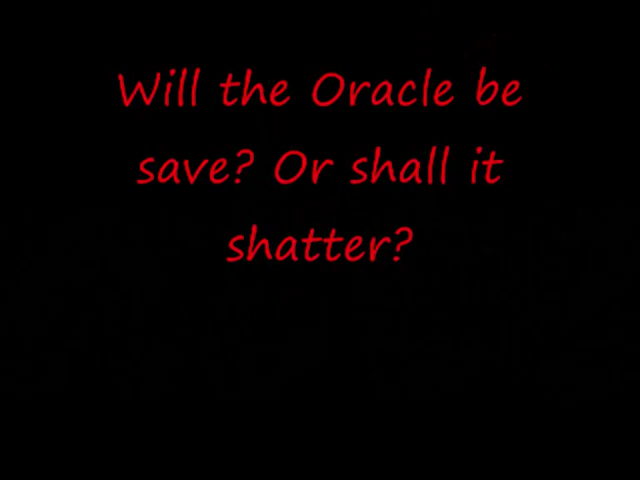 Will the Oracle be
save? Or shall it
shatter?